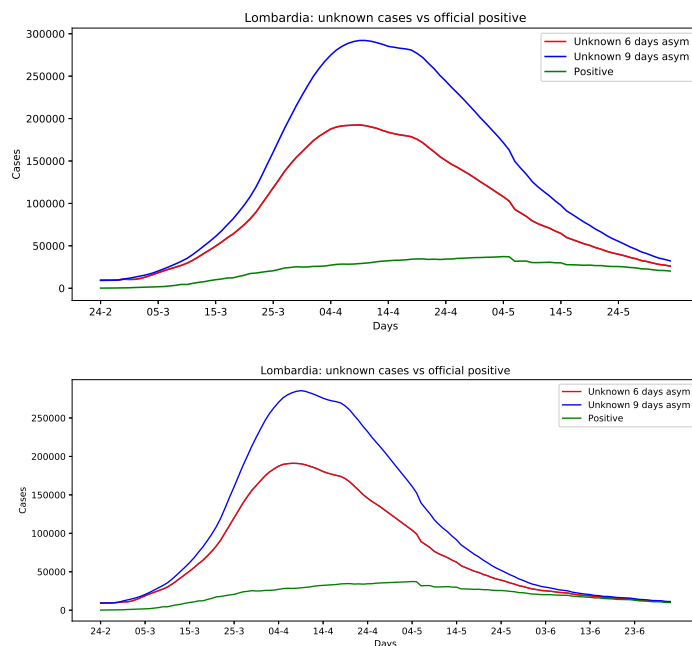 Lombardia: unknown cases vs official positive
300000
250000
200000
150000
100000
50000
0
Cases
Unknown 6 days asym
Unknown 9 days asym
Positive
24-2 05-3 15-3 25-3 04-4 14-4 24-4 04-5 14-5 24-5
Days
Lombardia: unknown cases vs official positive
250000
200000
150000
100000
50000
0
Cases
Unknown 6 days asym
Unknown 9 days asym
Positive
24-2 05-3 15-3 25-3 04-4 14-4 24-4 04-5 14-5 24-5 03-6 13-6 23-6
Days